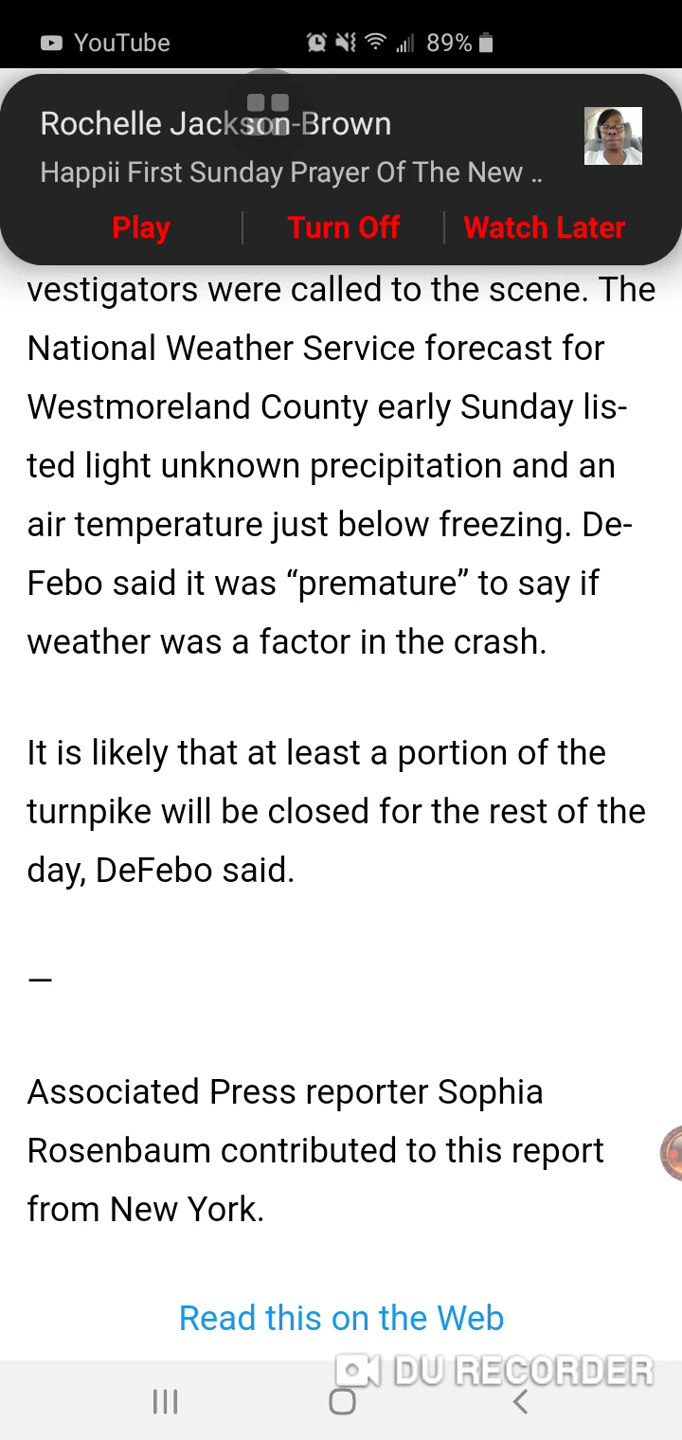 YouTube 89%
Rochelle Jackson-Brown
Happii First Sunday Prayer Of The New ..
Play Turn Off Watch Later
vestigators were called to the scene. The
National Weather Service forecast for
Westmoreland County early Sunday lis-
ted light unknown precipitation and an
air temperature just below freezing. De-
Febo said it was “premature” to say if
weather was a factor in the crash.
It is likely that at least a portion of the
turnpike will be closed for the rest of the
day, DeFebo said.
—
Associated Press reporter Sophia
Rosenbaum contributed to this report
from New York.
Read this on the Web
DU RECORDER